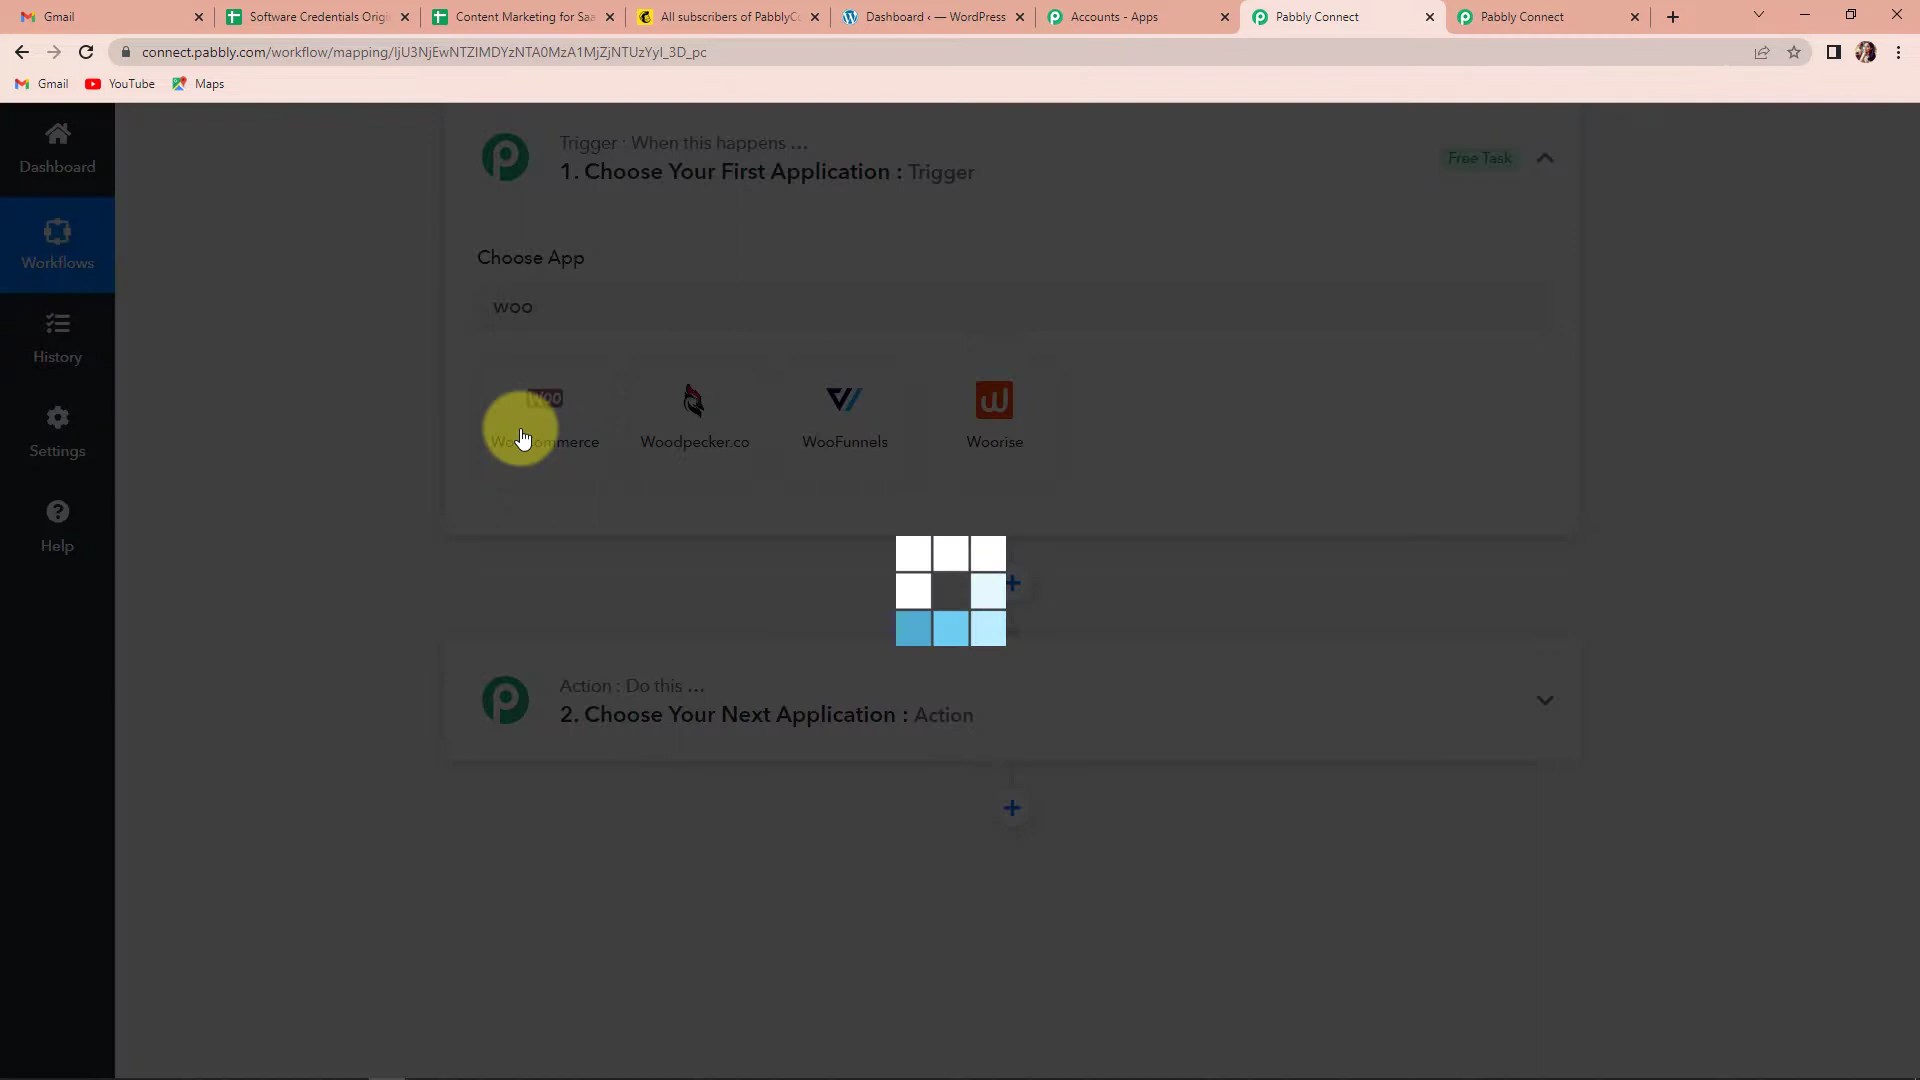 Gmail
Software Credentials Origi
Content Marketing for Saa
All subscribers of PabblyCo
Dashboard ‹ — WordPress
Accounts - Apps
Pabbly Connect
Pabbly Connect
connect.pabbly.com/workflow/mapping/IjU3NjEwNTZlMDYzNTA0MzA1MjZjNTUzYyI_3D_pc
Gmail
YouTube
Maps
Dashboard
Workflows
History
Settings
Help
Trigger : When this happens ...
1. Choose Your First Application : Trigger
Free Task
Choose App
woo
Woo
WooCommerce
Woodpecker.co
WooFunnels
Woorise
Action : Do this ...
2. Choose Your Next Application : Action